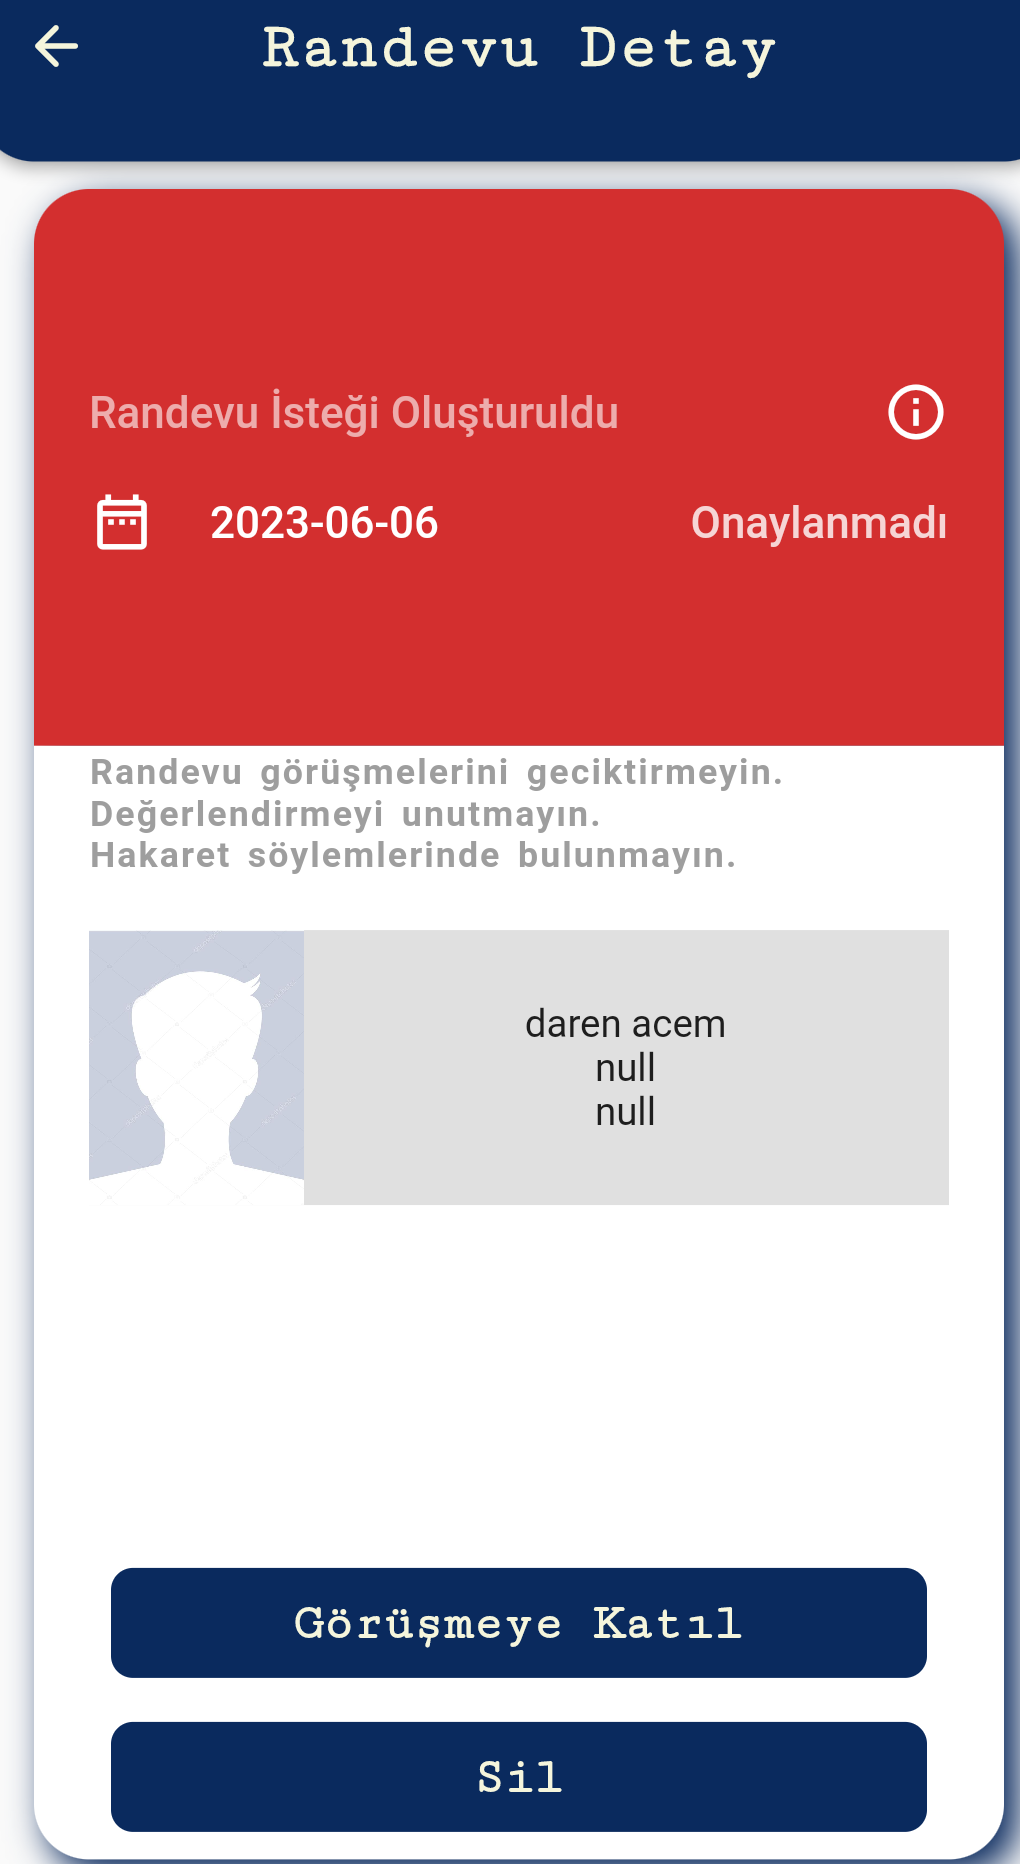 Randevu Detay
Randevu İsteği Oluşturuldu
2023-06-06 Onaylanmadı
Randevu görüşmelerini geciktirmeyin.
Değerlendirmeyi unutmayın.
Hakaret söylemlerinde bulunmayın.
daren acem
null
null
Görüşmeye Katıl
Sil